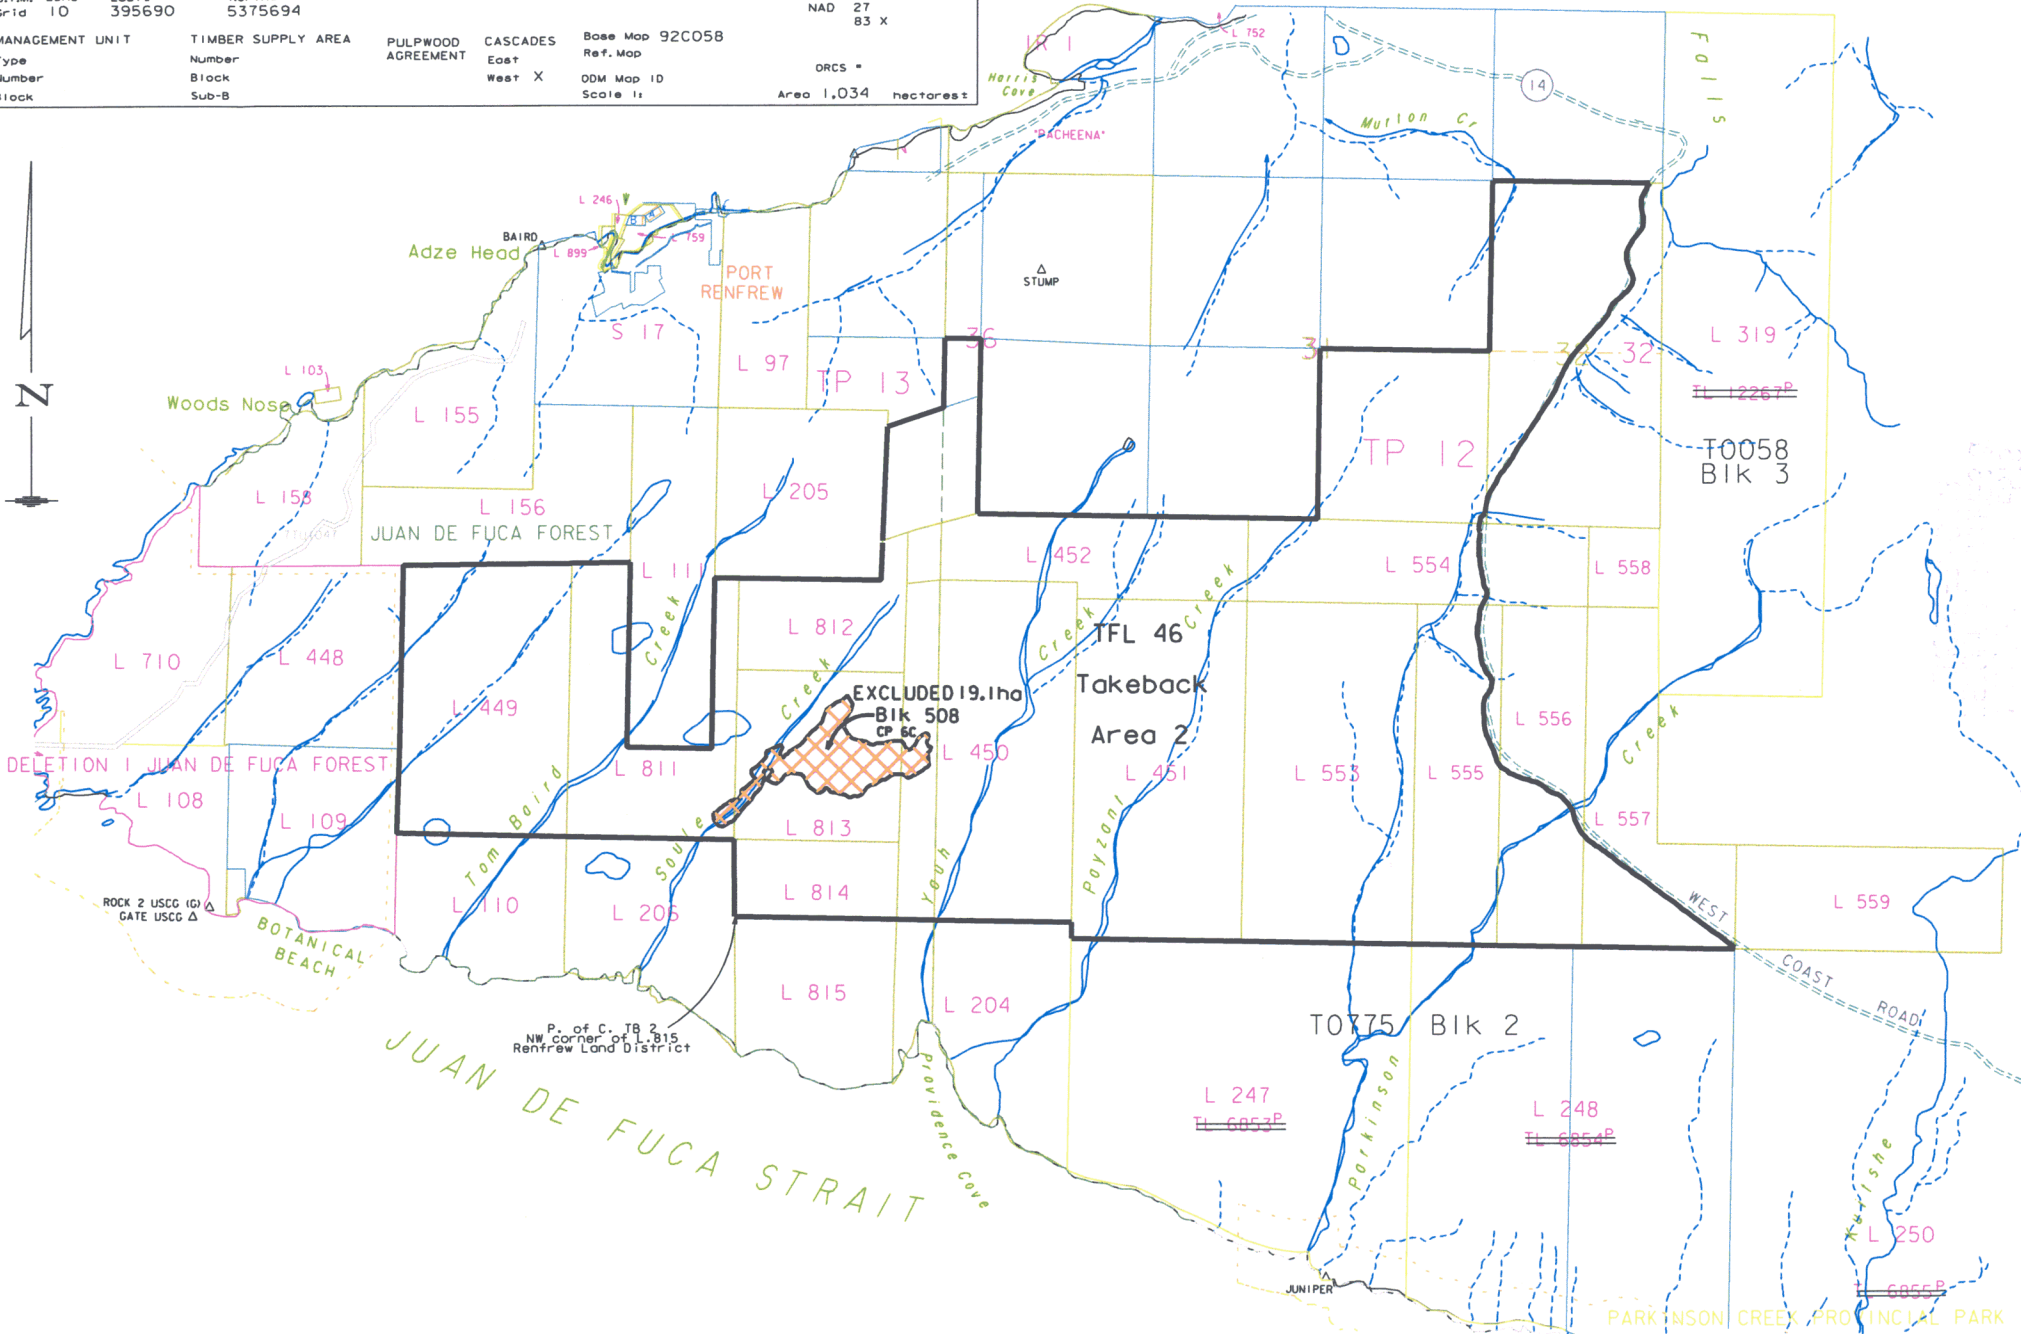 Grid 10 395690 5375694
NAD 27
83 X
MANAGEMENT UNIT
Type
Number
Block
TIMBER SUPPLY AREA
Number
Block
Sub-B
PULPWOOD
AGREEMENT
CASCADES
East
West X
Base Map 92C058
Ref. Map
ODM Map ID
Scale 1:
ORCS
Area 1,034 hectares±
IR 1
L 752
Harris
Cove
"PACHEENA"
14
Murton Cr
Falls
L 246
B
A
BAIRD
L 899
L 759
Adze Head
PORT
RENFREW
STUMP
S 17
L 97
TP 13
36
31
32
32
L 319
TL 12267P
L 103
Woods Nose
L 155
N
TP 12
T0058
Blk 3
L 158
L 156
L 205
JUAN DE FUCA FOREST
L 111
L 452
L 554
L 558
Creek
Creek
Creek
L 812
TFL 46
Takeback
Area 2
L 710
L 448
L 449
Creek
EXCLUDED 19.1ha
Blk 508
CP 6C
L 450
L 556
Creek
DELETION 1 JUAN DE FUCA FOREST
L 811
L 451
L 553
L 555
L 108
L 109
Tom Baird
Soule
L 813
Yauh
Payzant
L 557
L 814
L 110
L 206
ROCK 2 USCG (G)
GATE USCG
BOTANICAL
BEACH
L 559
WEST
COAST
ROAD
L 815
L 204
P. of C. TB 2
NW corner of L.815
Renfrew Land District
T0775 Blk 2
JUAN DE FUCA STRAIT
Providence Cove
Parkinson
L 247
TL 6853P
L 248
TL 6854P
Kuitshe
L 250
TL 6855P
JUNIPER
PARKINSON CREEK PROVINCIAL PARK